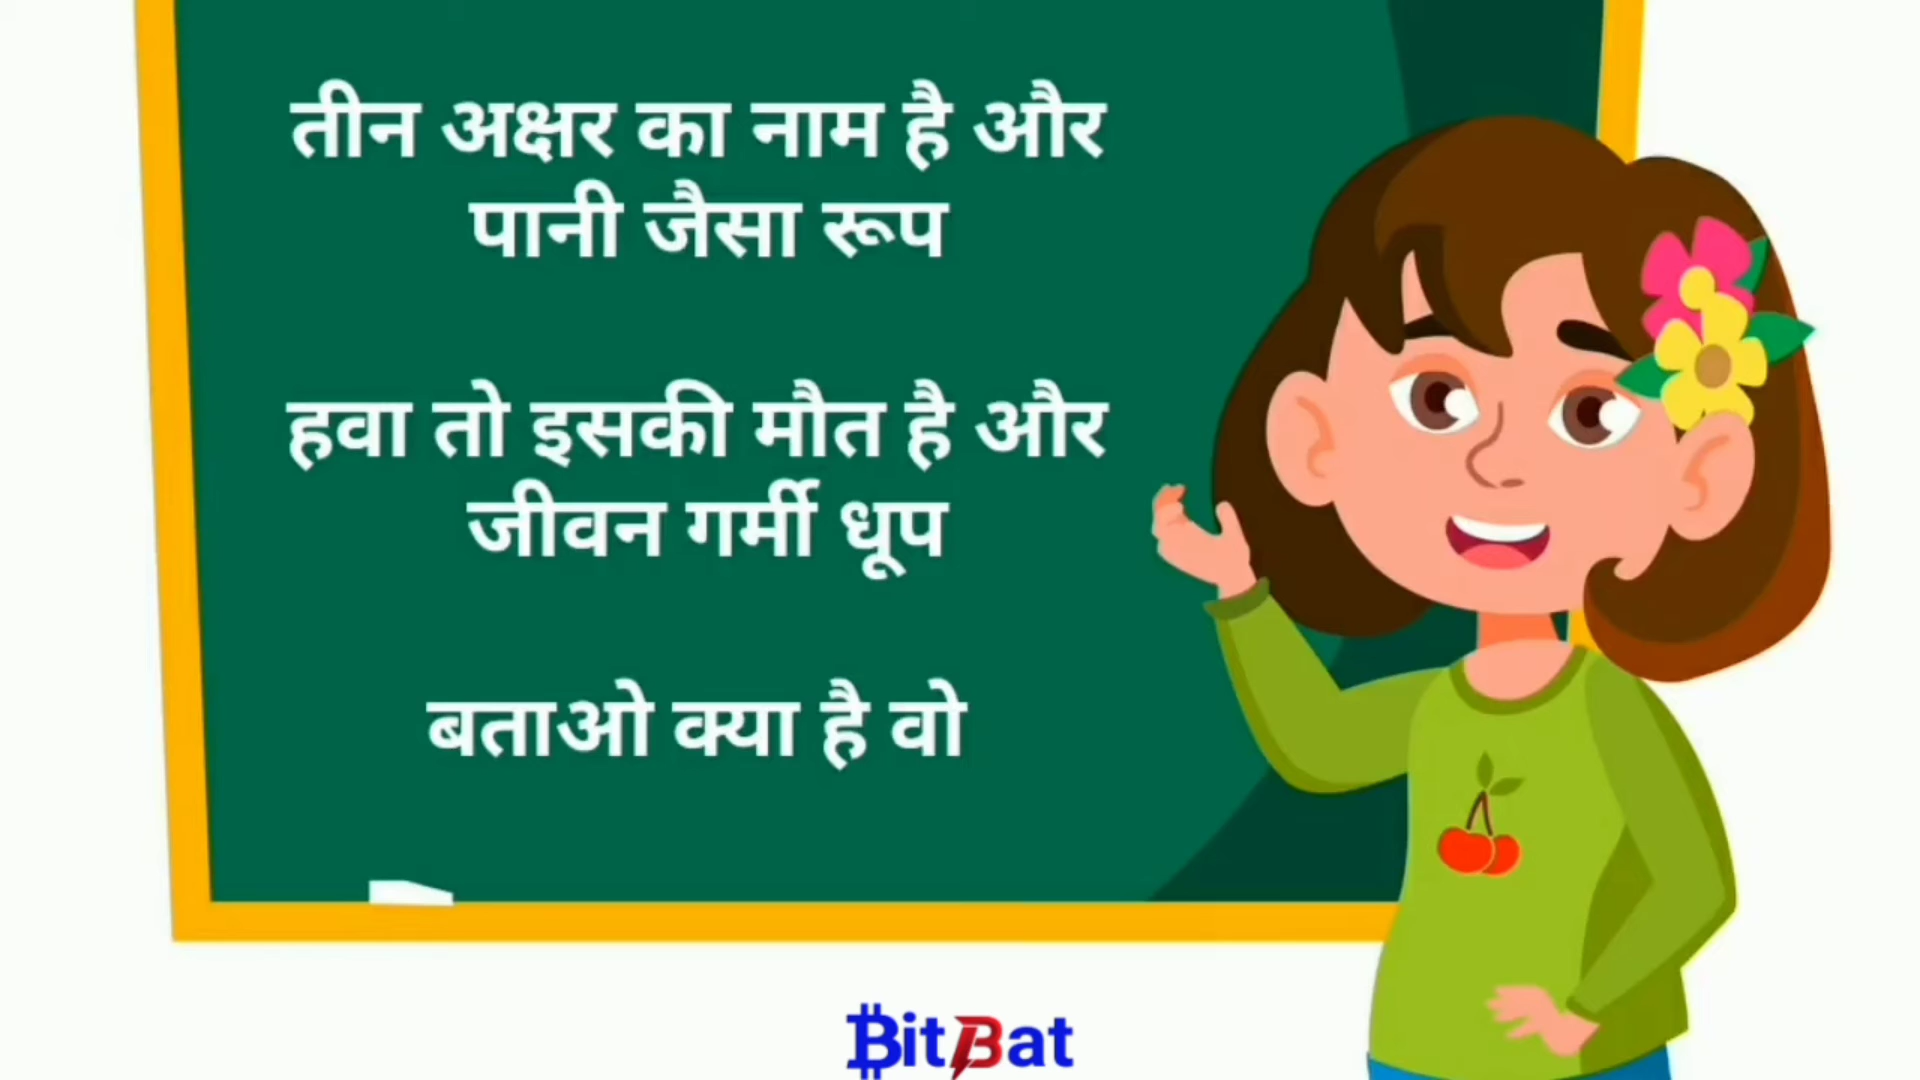 तीन अक्षर का नाम है और
पानी जैसा रूप
हवा तो इसकी मौत है और
जीवन गर्मी धूप
बताओ क्या है वो
BitBat